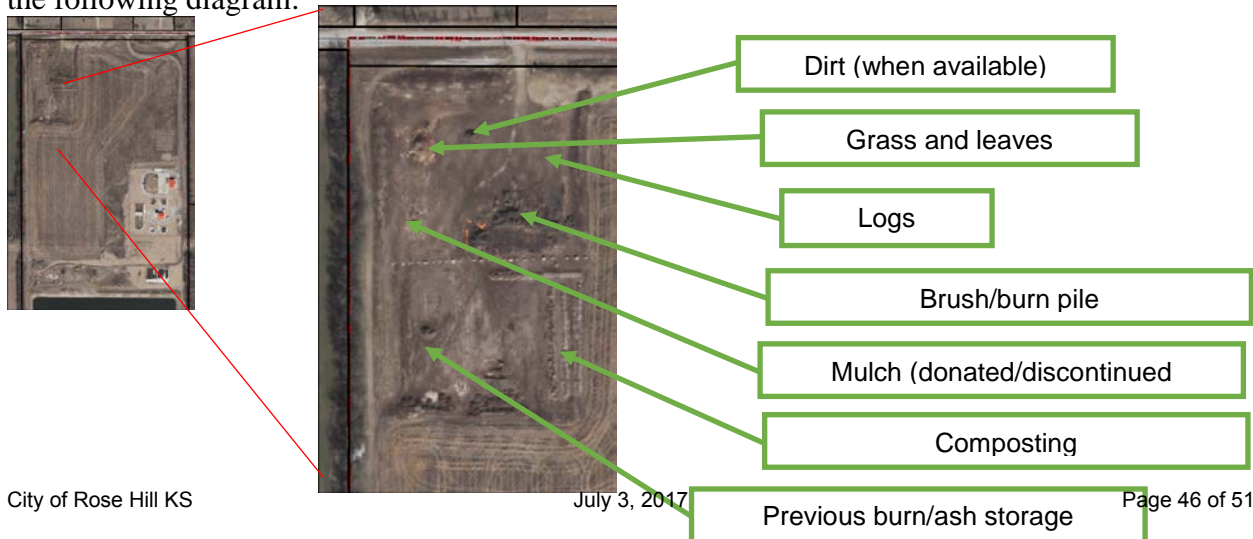 the following diagram:
Dirt (when available)
Grass and leaves
Logs
Brush/burn pile
Mulch (donated/discontinued
Composting
Previous burn/ash storage
City of Rose Hill KS July 3, 2017 Page 46 of 51